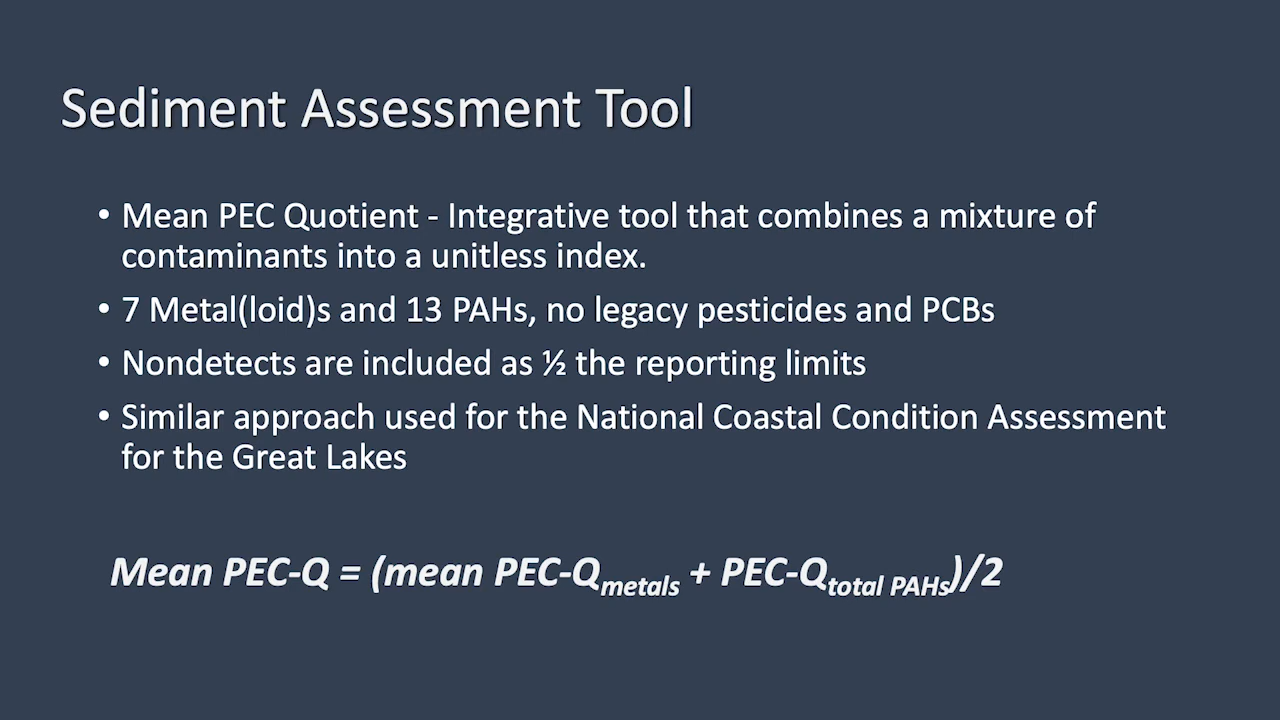 Sediment Assessment Tool
• Mean PEC Quotient - Integrative tool that combines a mixture of
contaminants into a unitless index.
• 7 Metal(loid)s and 13 PAHs, no legacy pesticides and PCBs
• Nondetects are included as ½ the reporting limits
• Similar approach used for the National Coastal Condition Assessment
for the Great Lakes
Mean PEC-Q = (mean PEC-Qmetals + PEC-Qtotal PAHs)/2